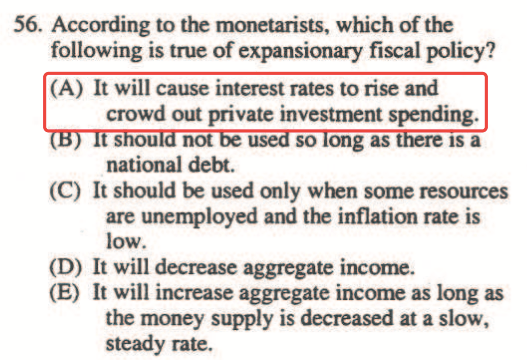 56. According to the monetarists, which of the
following is true of expansionary fiscal policy?
(A) It will cause interest rates to rise and
crowd out private investment spending.
(B) It should not be used so long as there is a
national debt.
(C) It should be used only when some resources
are unemployed and the inflation rate is
low.
(D) It will decrease aggregate income.
(E) It will increase aggregate income as long as
the money supply is decreased at a slow,
steady rate.